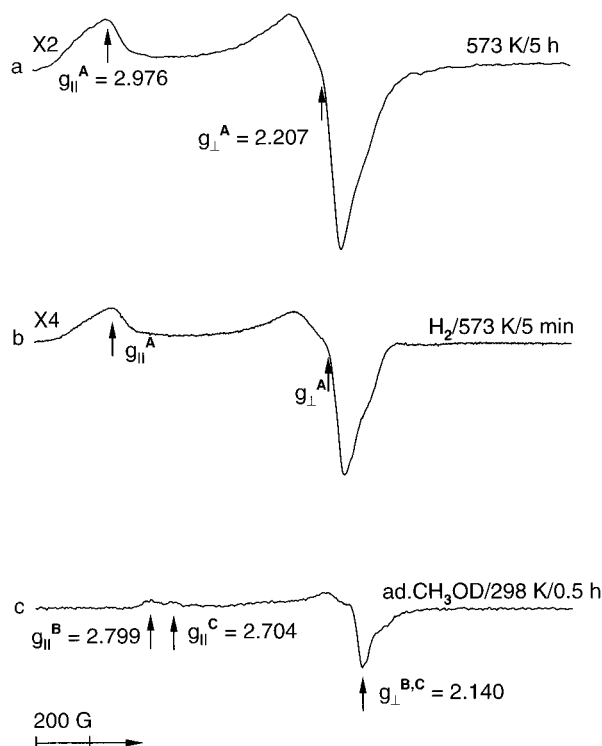 X2
573 K/5 h
a
g||^A = 2.976
g⊥^A = 2.207
X4
H₂/573 K/5 min
b
g||^A
g⊥^A
ad.CH₃OD/298 K/0.5 h
c
g||^B = 2.799
g||^C = 2.704
g⊥^B,C = 2.140
200 G